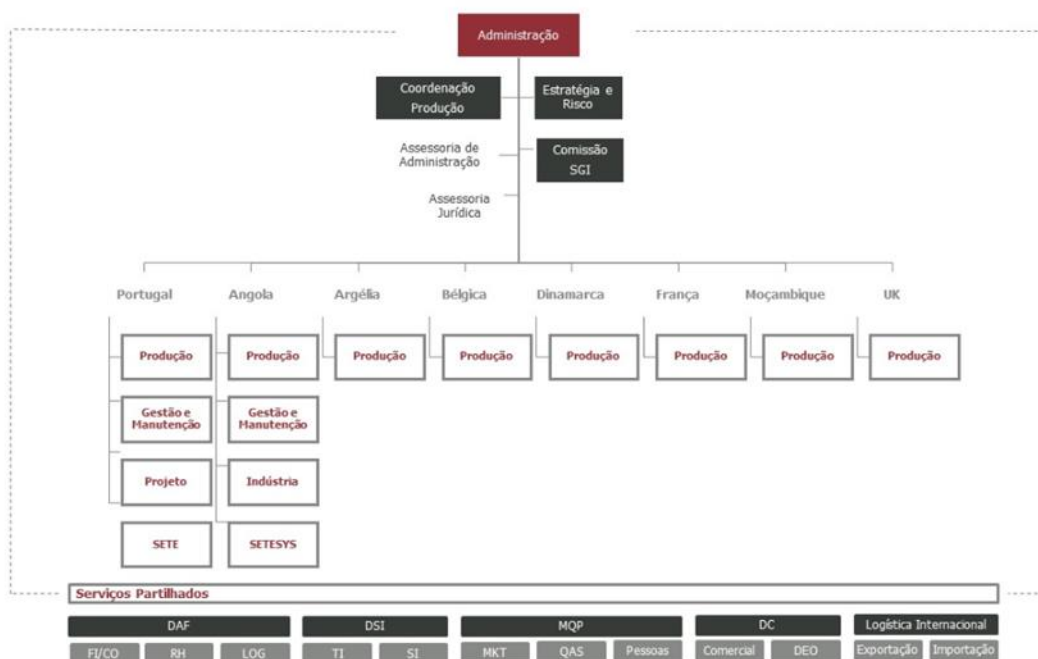 Administração
Coordenação
Produção
Estratégia e
Risco
Assessoria de
Administração
Comissão
SGI
Assessoria
Jurídica
Portugal Angola Argélia Bélgica Dinamarca França Moçambique UK
Produção Produção Produção Produção Produção Produção Produção Produção
Gestão e
Manutenção
Gestão e
Manutenção
Projeto Indústria
SETE SETESYS
Serviços Partilhados
DAF DSI MQP DC Logística Internacional
FI/CO RH LOG TI SI MKT QAS Pessoas Comercial DEO Exportação Importação